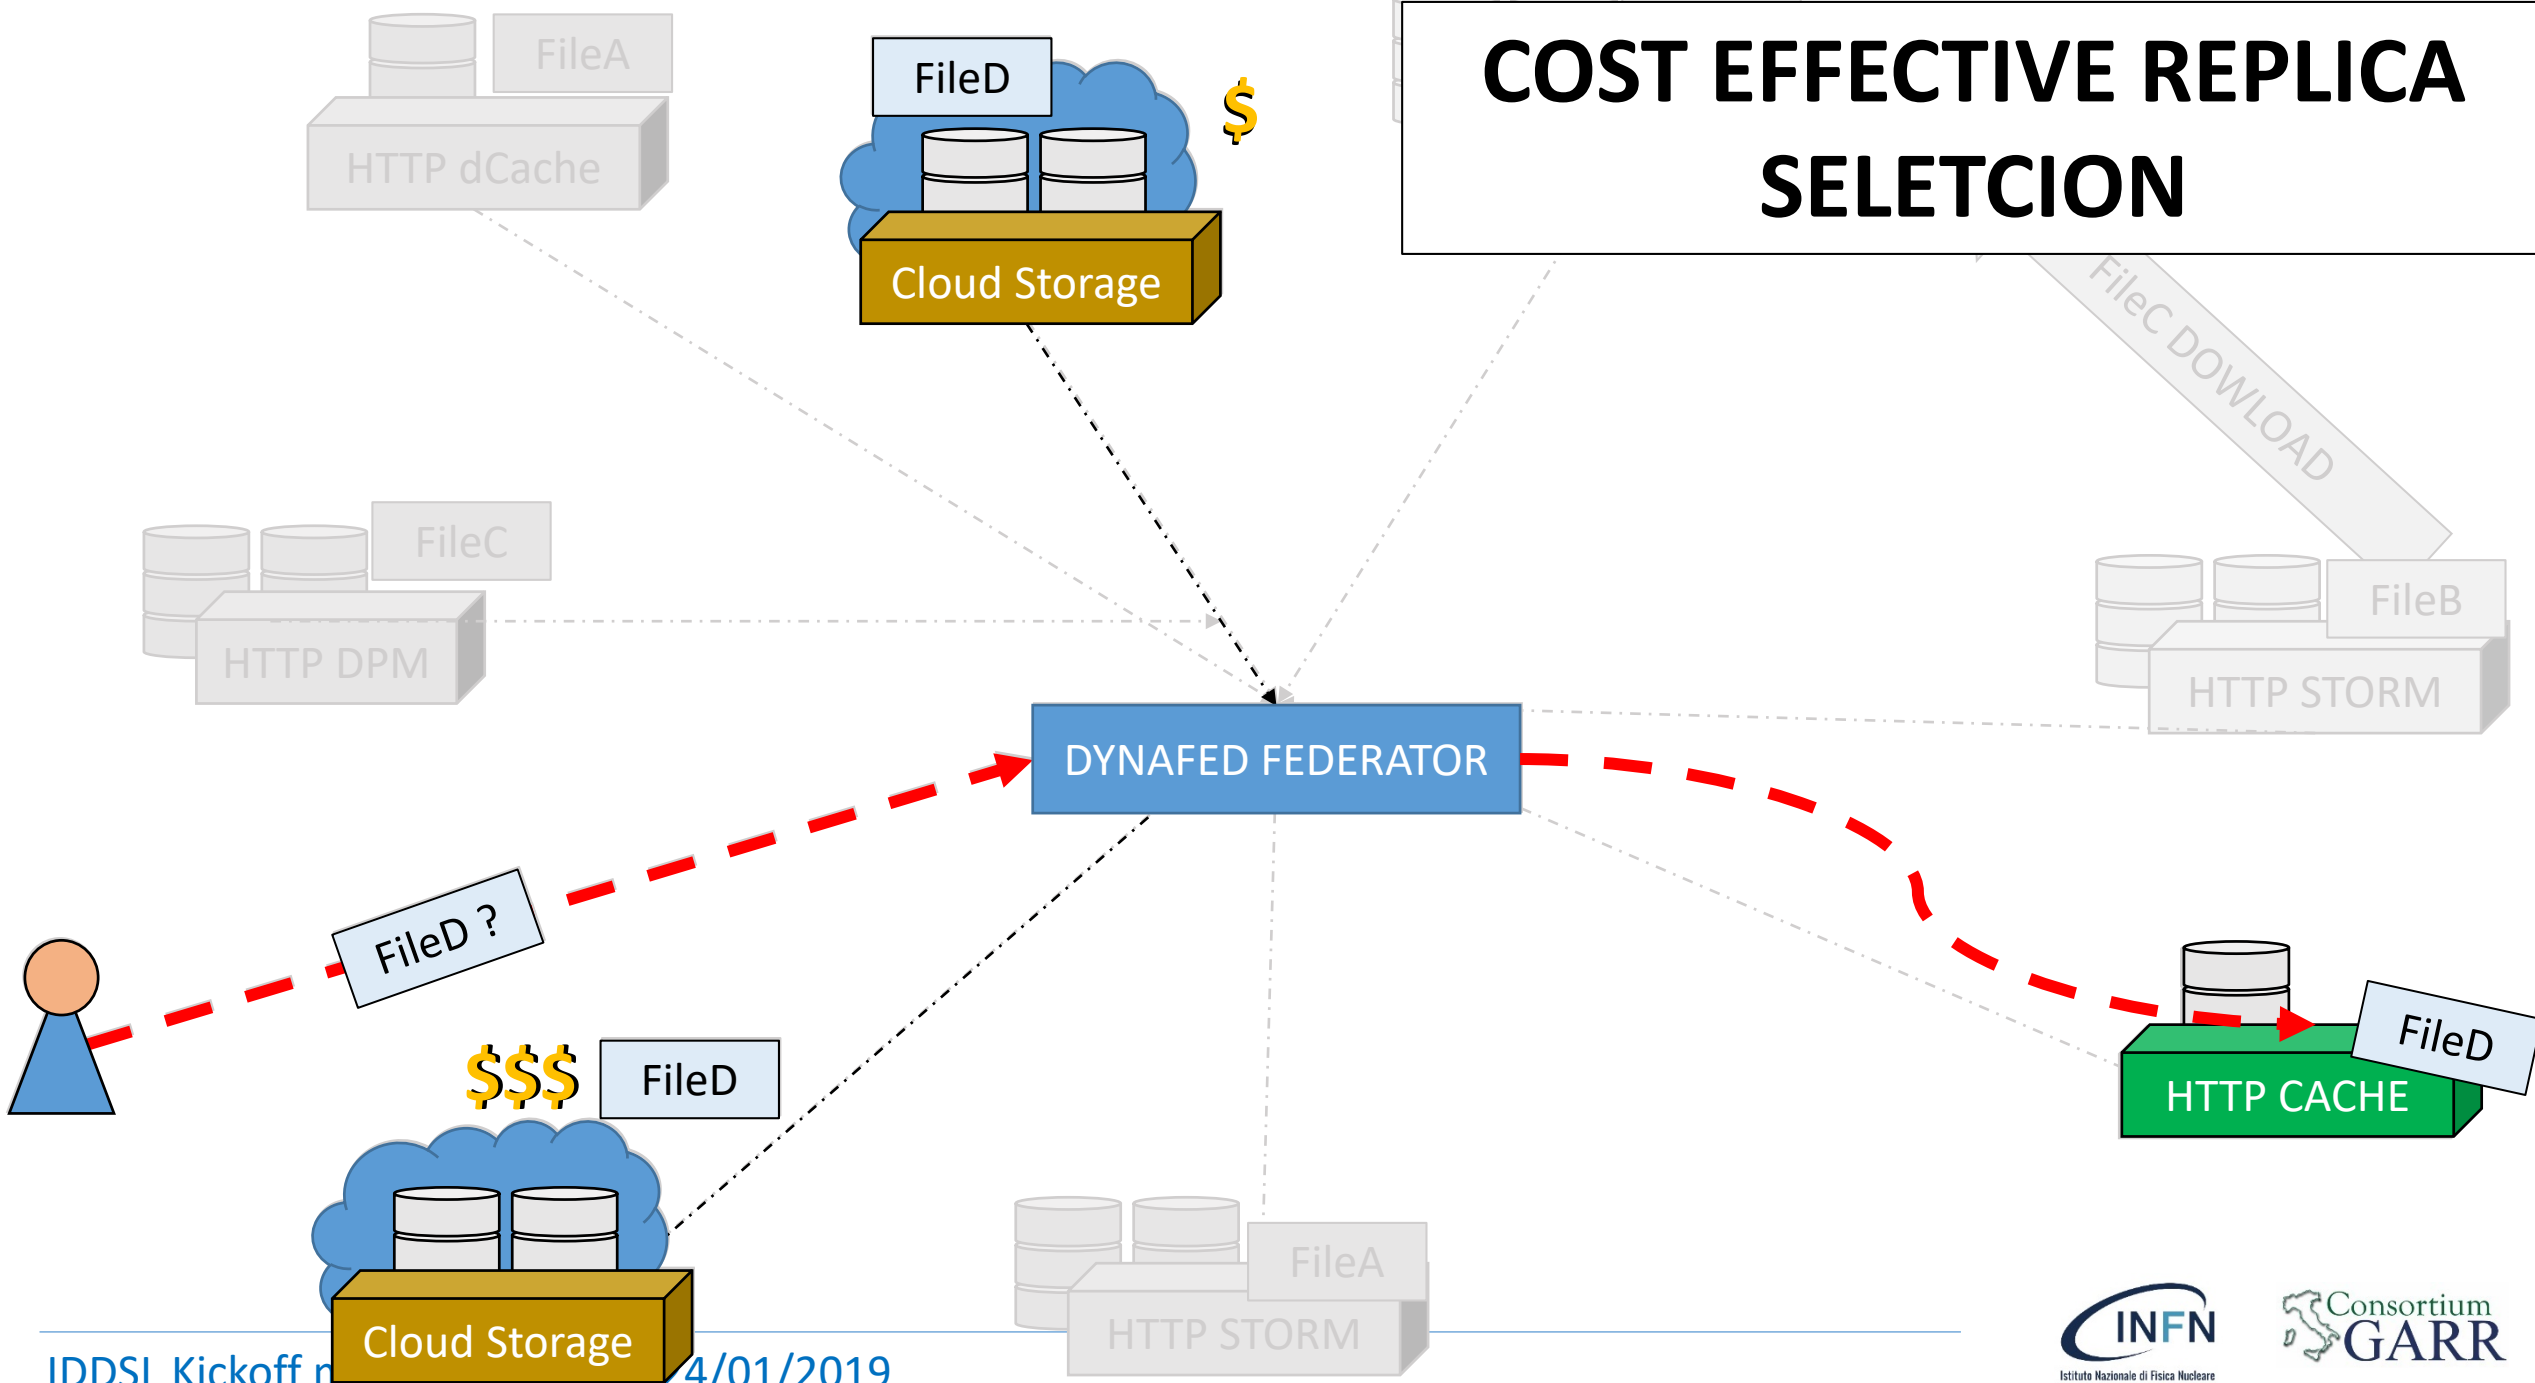 FileA
HTTP dCache
FileD
$
Cloud Storage
COST EFFECTIVE REPLICA
SELETCION
FileC DOWLOAD
FileC
HTTP DPM
FileB
HTTP STORM
DYNAFED FEDERATOR
FileD ?
$$$
FileD
Cloud Storage
FileD
HTTP CACHE
FileA
HTTP STORM
IDDSI Kickoff
4/01/2019
INFN
Istituto Nazionale di Fisica Nucleare
Consortium
GARR